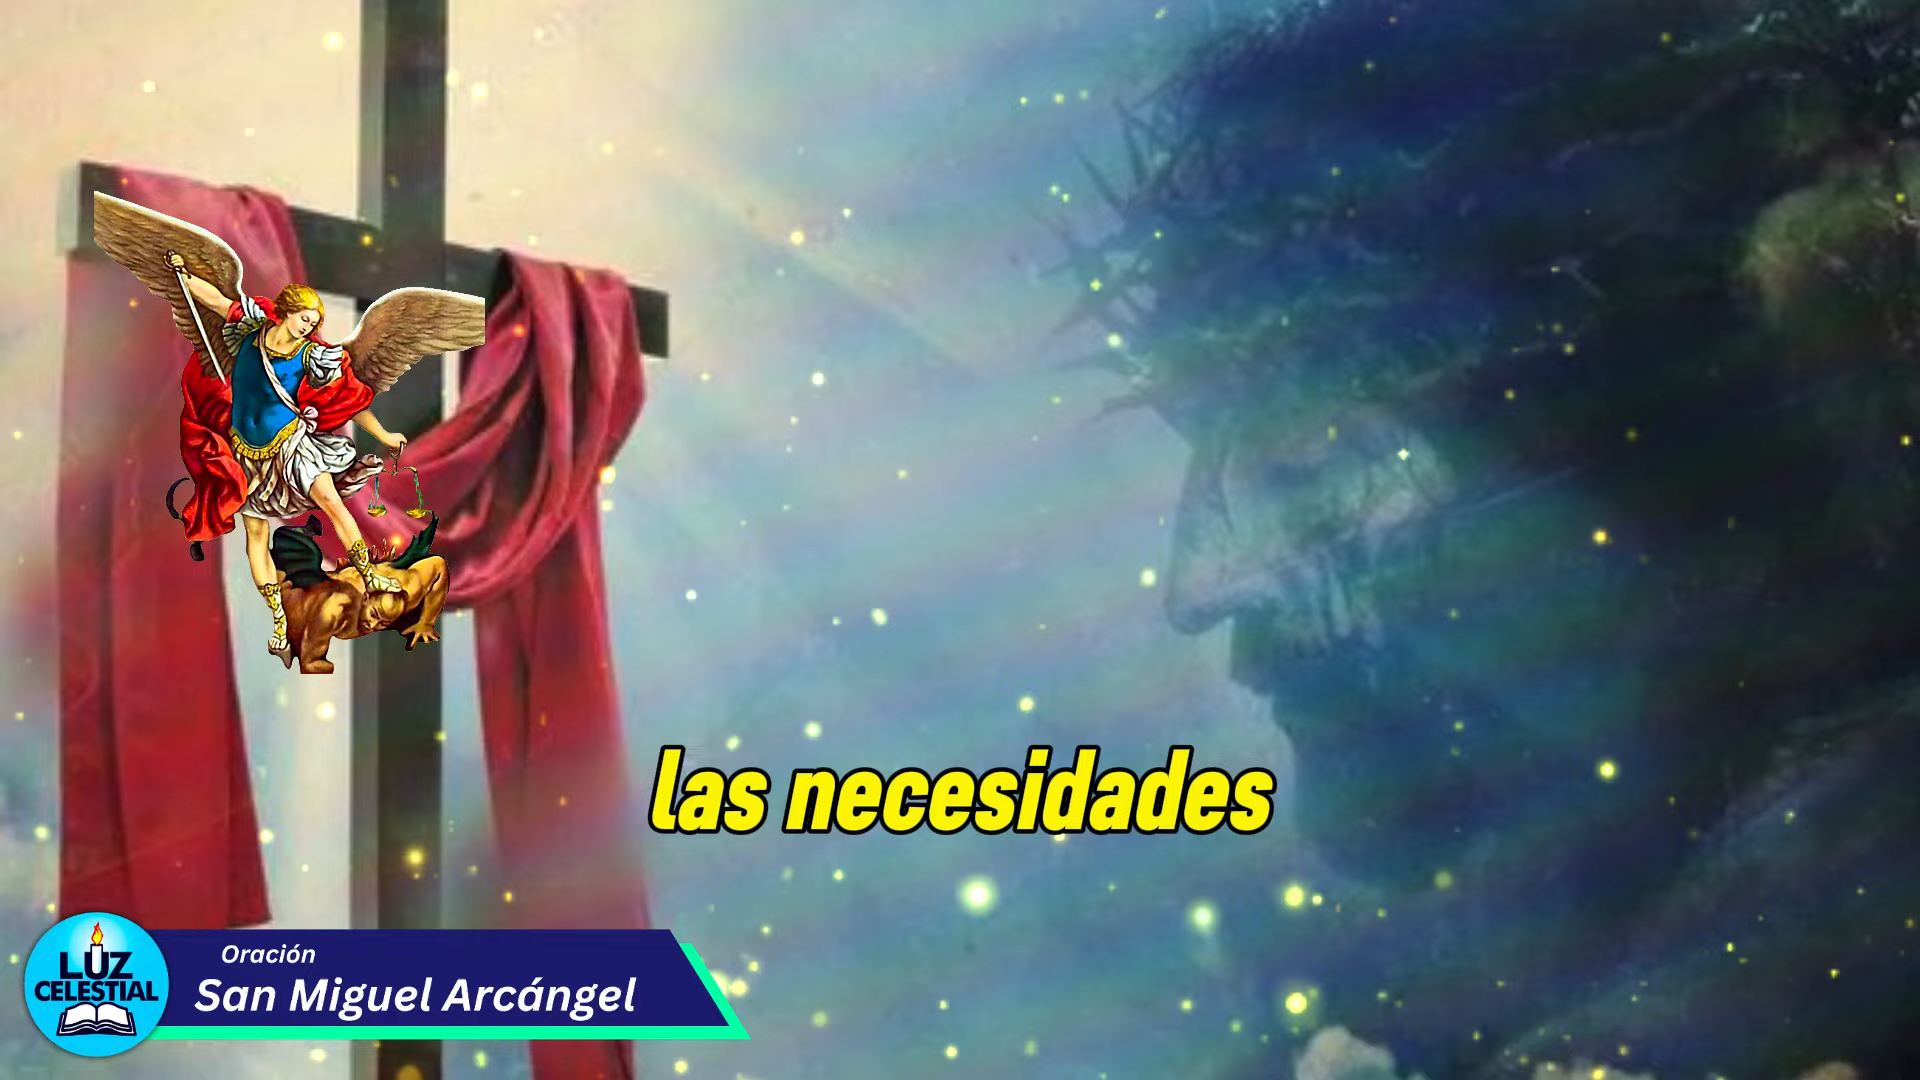 las necesidades
Oración
San Miguel Arcángel
LUZ
CELESTIAL